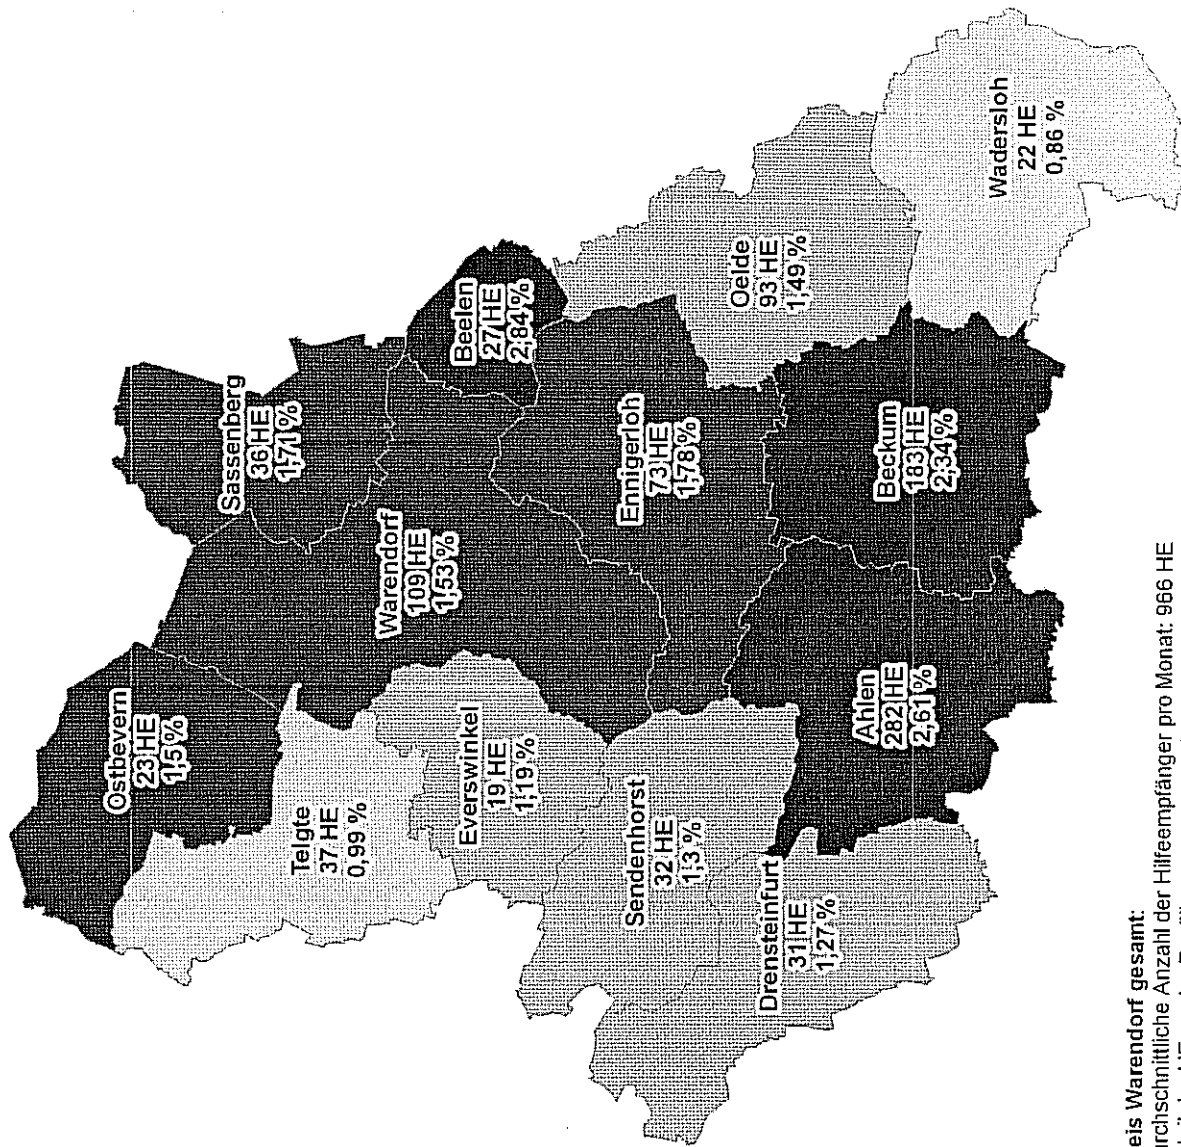 Ostbevern
23 HE
1,5 %
Telgte
37 HE
0,99 %
Sassenberg
36 HE
1,71 %
Warendorf
109 HE
1,53 %
Everswinkel
19 HE
1,19 %
Beelen
27 HE
2,84 %
Sendenhorst
32 HE
1,3 %
Ennigerloh
73 HE
1,78 %
Oelde
93 HE
1,49 %
Drensteinfurt
31 HE
1,27 %
Ahlen
282 HE
2,61 %
Beckum
183 HE
2,34 %
Wadersloh
22 HE
0,86 %
eis Warendorf gesamt:
urchschnittliche Anzahl der Hilfeempfänger pro Monat: 966 HE